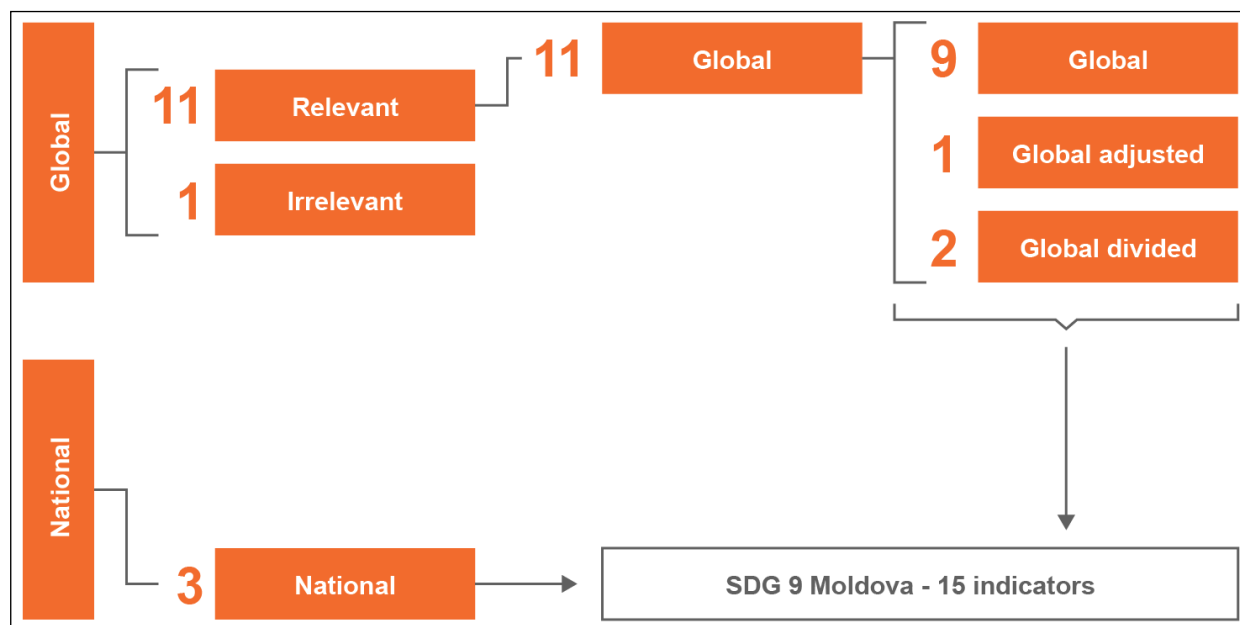 Global
11
Relevant
1
Irrelevant
11
Global
9
Global
1
Global adjusted
2
Global divided
National
3
National
SDG 9 Moldova - 15 indicators